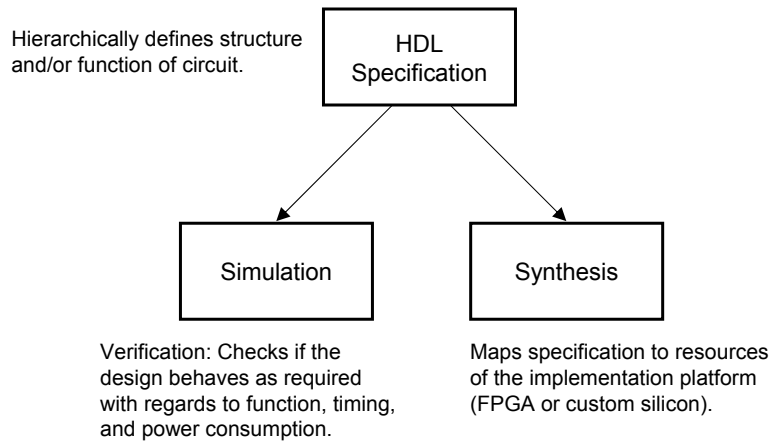 Hierarchically defines structure
and/or function of circuit.
HDL
Specification
Simulation
Synthesis
Verification: Checks if the
design behaves as required
with regards to function, timing,
and power consumption.
Maps specification to resources
of the implementation platform
(FPGA or custom silicon).